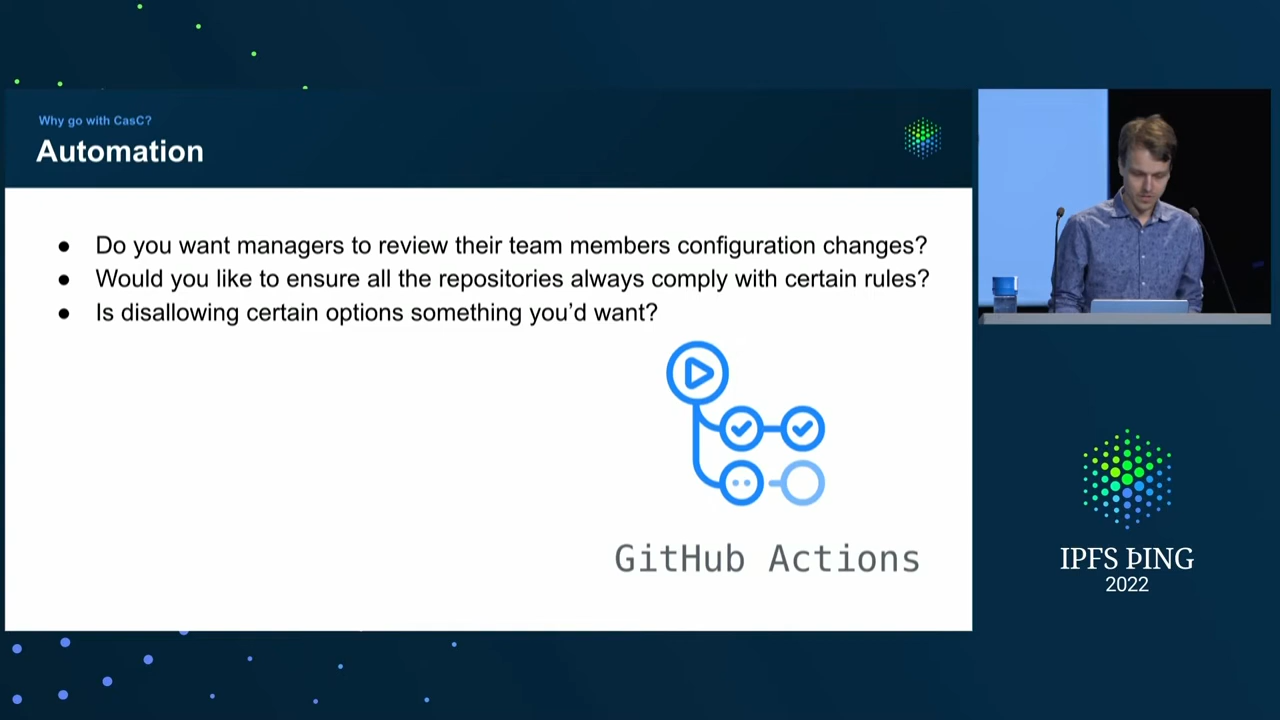 Why go with CasC?
Automation
● Do you want managers to review their team members configuration changes?
● Would you like to ensure all the repositories always comply with certain rules?
● Is disallowing certain options something you’d want?
GitHub Actions
IPFS ÞING
2022